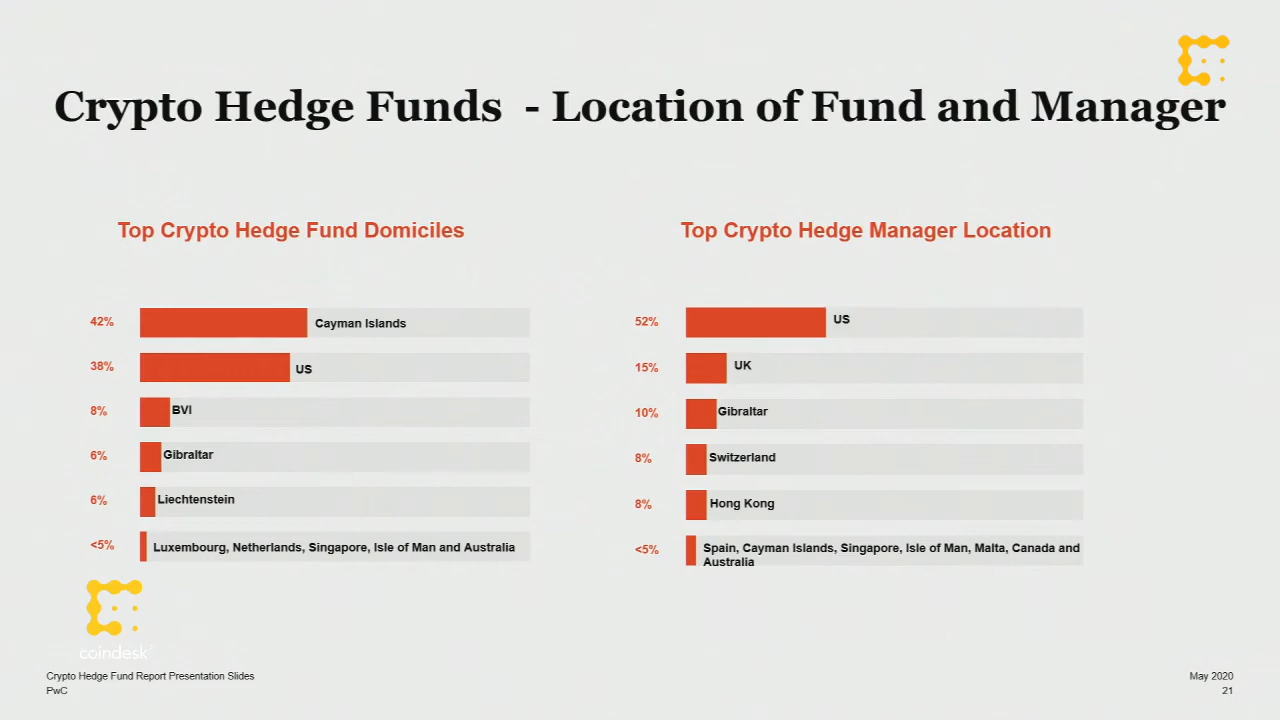 Crypto Hedge Funds - Location of Fund and Manager
Top Crypto Hedge Fund Domiciles
42% Cayman Islands
38% US
8% BVI
6% Gibraltar
6% Liechtenstein
<5% Luxembourg, Netherlands, Singapore, Isle of Man and Australia
Top Crypto Hedge Manager Location
52% US
15% UK
10% Gibraltar
8% Switzerland
8% Hong Kong
<5% Spain, Cayman Islands, Singapore, Isle of Man, Malta, Canada and
Australia
coindesk
Crypto Hedge Fund Report Presentation Slides
PwC
May 2020
21